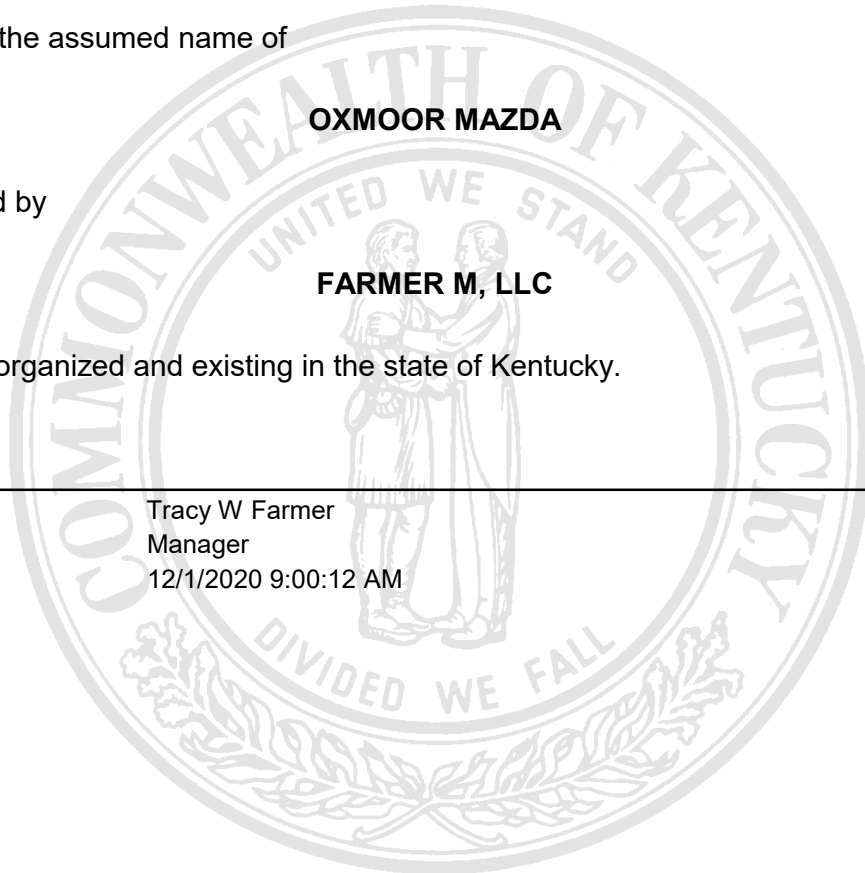 the assumed name of
OXMOOR MAZDA
by
FARMER M, LLC
organized and existing in the state of Kentucky.
Tracy W Farmer
Manager
12/1/2020 9:00:12 AM
COMMONWEALTH OF KENTUCKY
UNITED WE STAND
DIVIDED WE FALL